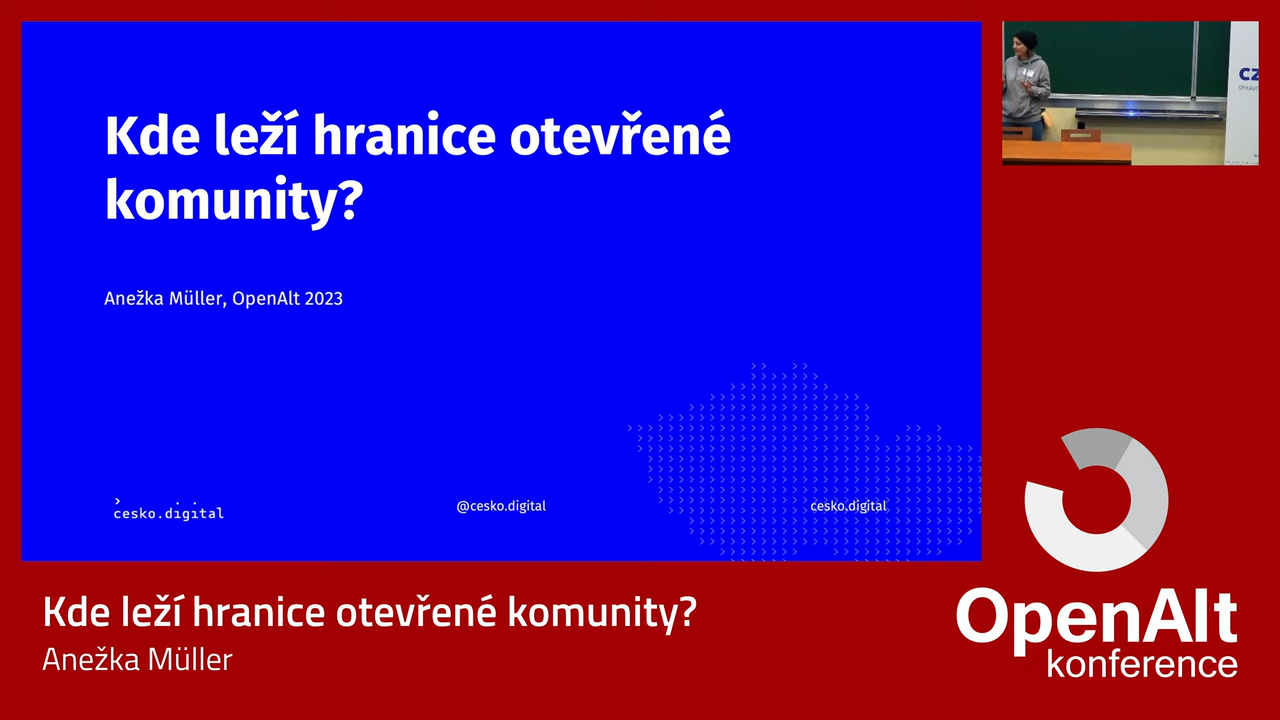 Kde leží hranice otevřené
komunity?
Anežka Müller, OpenAlt 2023
cesko.digital
@cesko.digital
cesko.digital
CZ
Kde leží hranice otevřené komunity?
Anežka Müller
OpenAlt
konference